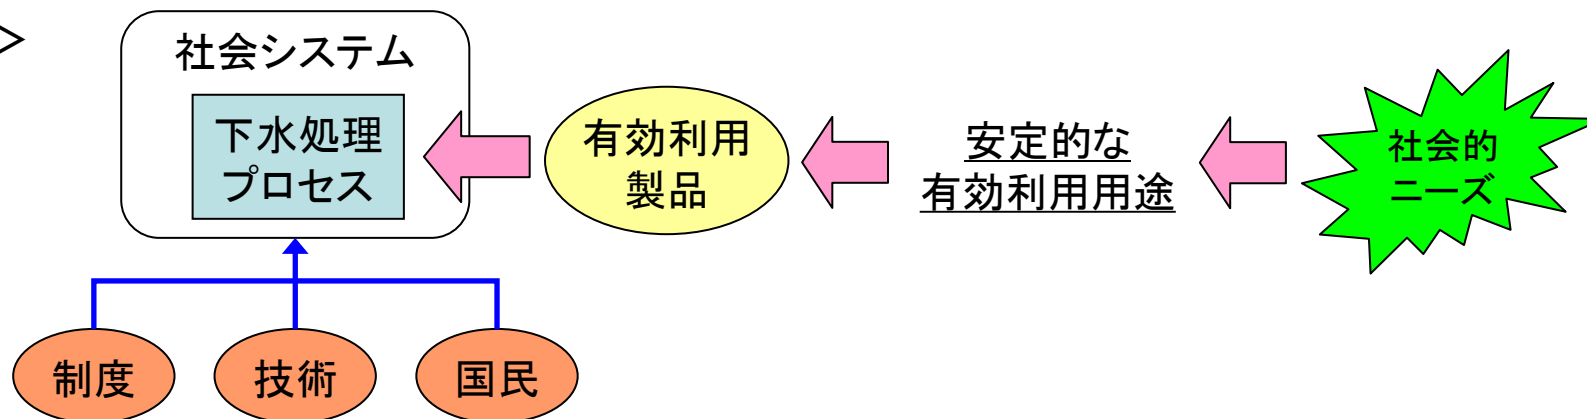 ＞
社会システム
下水処理
プロセス
有効利用
製品
安定的な
有効利用用途
社会的
ニーズ
制度
技術
国民